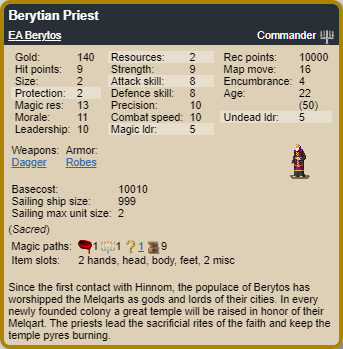 Berytian Priest
EA Berytos Commander
Gold: 140 Resources: 2 Rec points: 10000
Hit points: 9 Strength: 9 Map move: 16
Size: 2 Attack skill: 8 Encumbrance: 4
Protection: 2 Defence skill: 8 Age: 22
Magic res: 13 Precision: 10 (50)
Morale: 11 Combat speed: 10 Undead ldr: 5
Leadership: 10 Magic ldr: 5
Weapons: Armor:
Dagger Robes
Basecost: 10010
Sailing ship size: 999
Sailing max unit size: 2
(Sacred)
Magic paths: 1 1 ? 1 9
Item slots: 2 hands, head, body, feet, 2 misc
Since the first contact with Hinnom, the populace of Berytos has
worshipped the Melqarts as gods and lords of their cities. In every
newly founded colony a great temple will be raised in honor of their
Melqart. The priests lead the sacrificial rites of the faith and keep the
temple pyres burning.